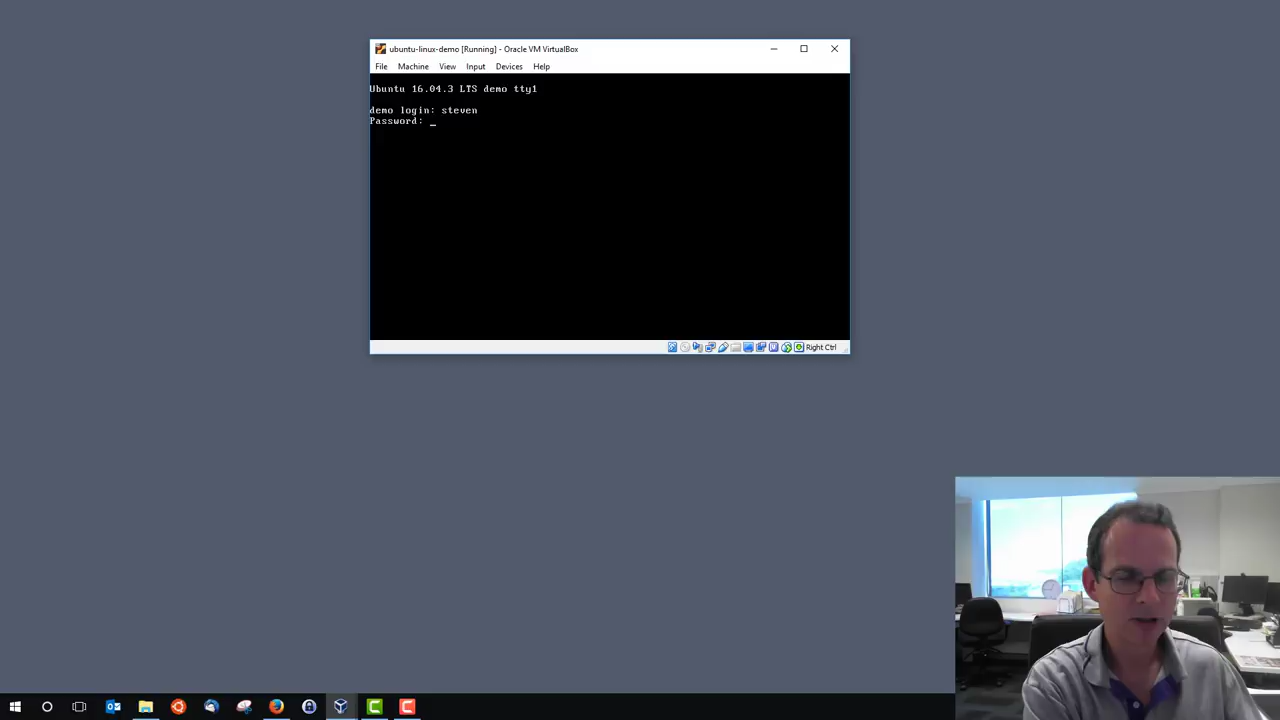 ubuntu-linux-demo [Running] - Oracle VM VirtualBox
File Machine View Input Devices Help
Ubuntu 16.04.3 LTS demo tty1
demo login: steven
Password: _
Right Ctrl